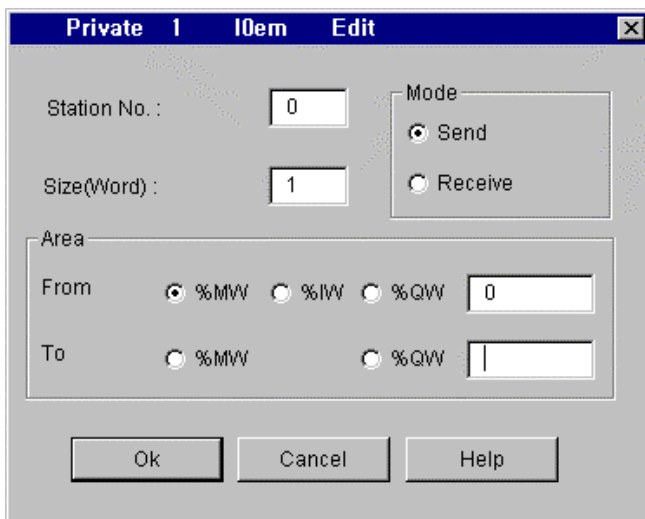 Private 1 I0em Edit
Station No. : 0
Size(Word) : 1
Mode
Send
Receive
Area
From %MW %IW %QW 0
To %MW %QW
Ok Cancel Help